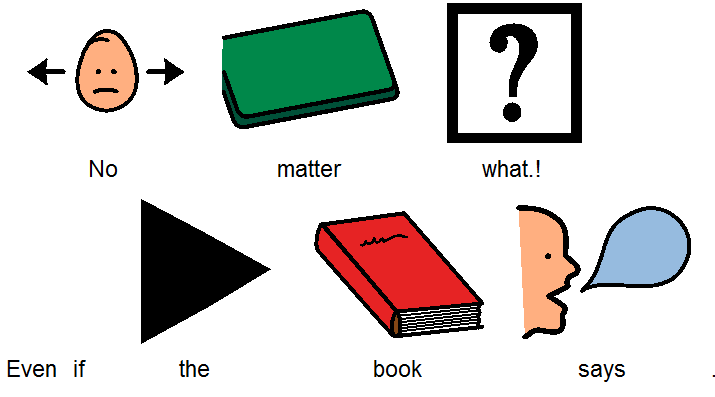 No matter what.!
Even if the book says .